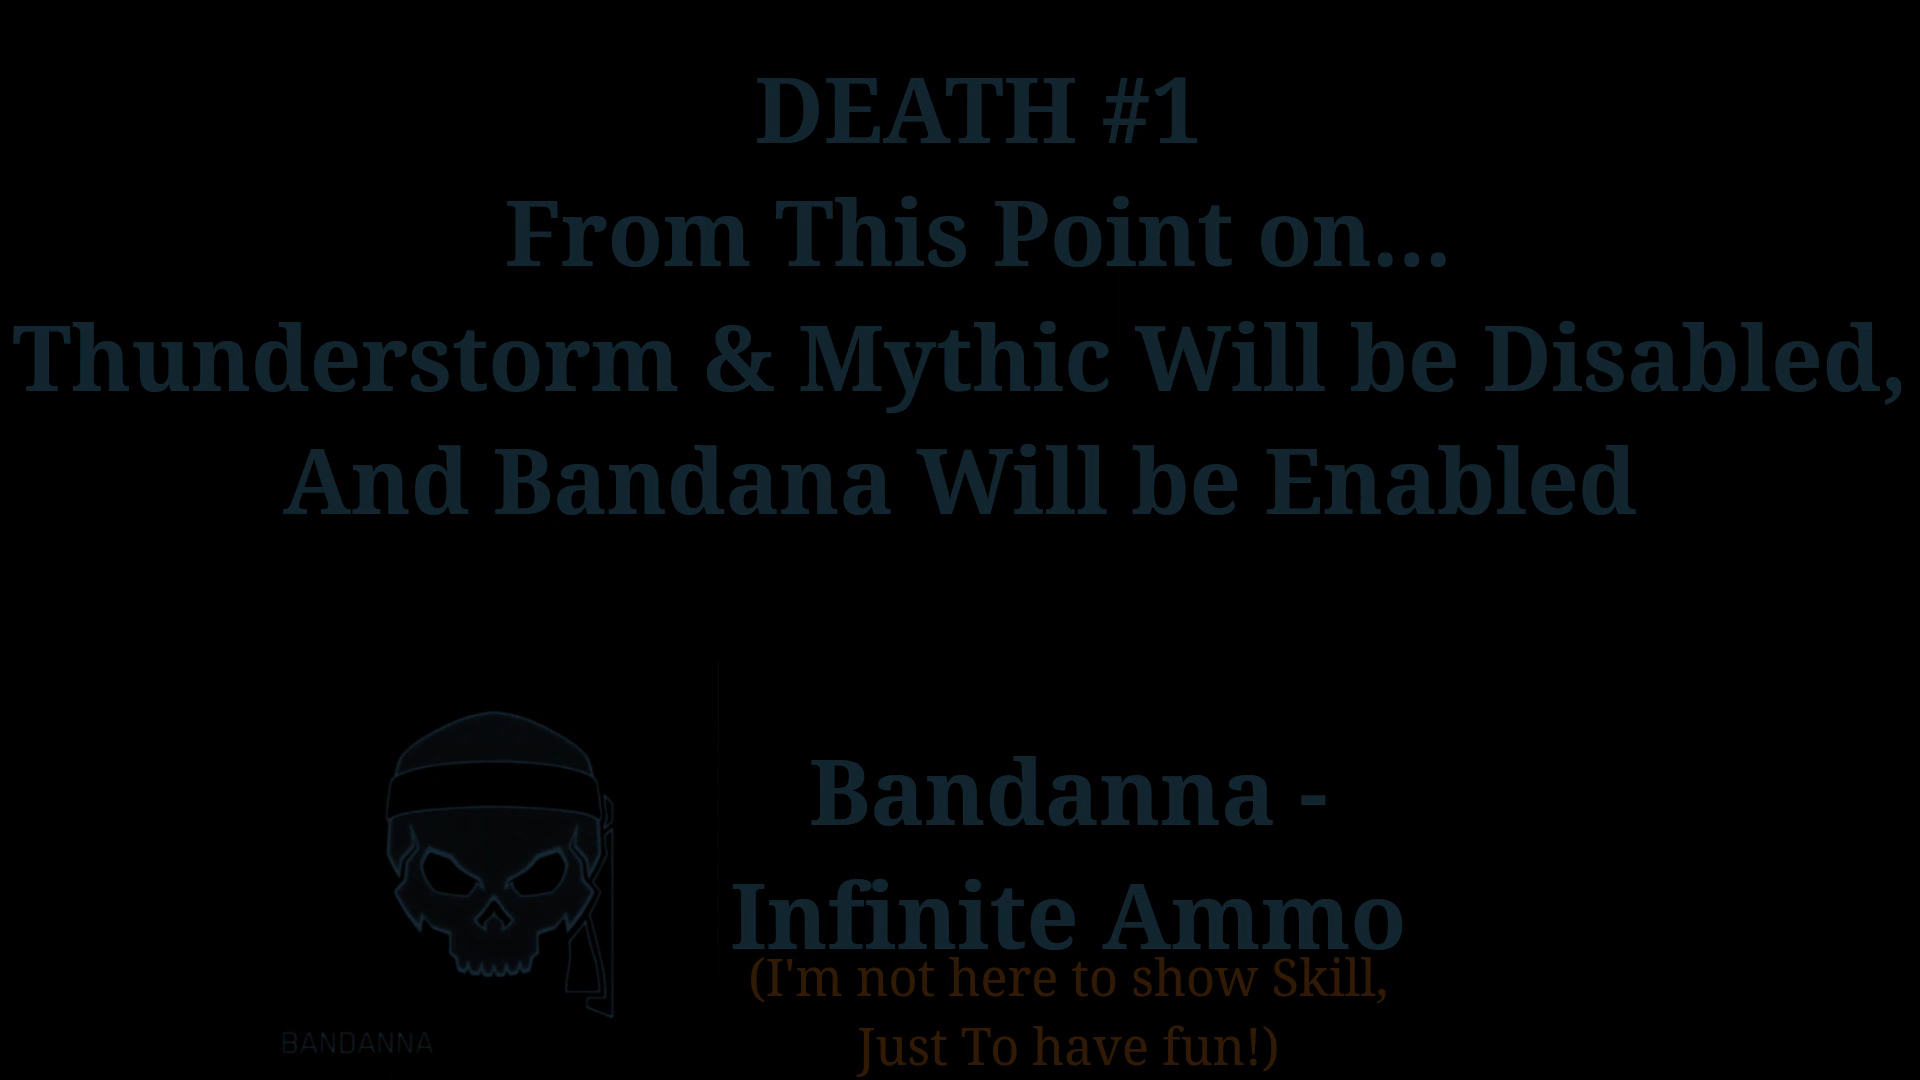 DEATH #1
From This Point on...
Thunderstorm & Mythic Will be Disabled,
And Bandana Will be Enabled
Bandanna -
Infinite Ammo
(I'm not here to show Skill,
Just To have fun!)
BANDANNA